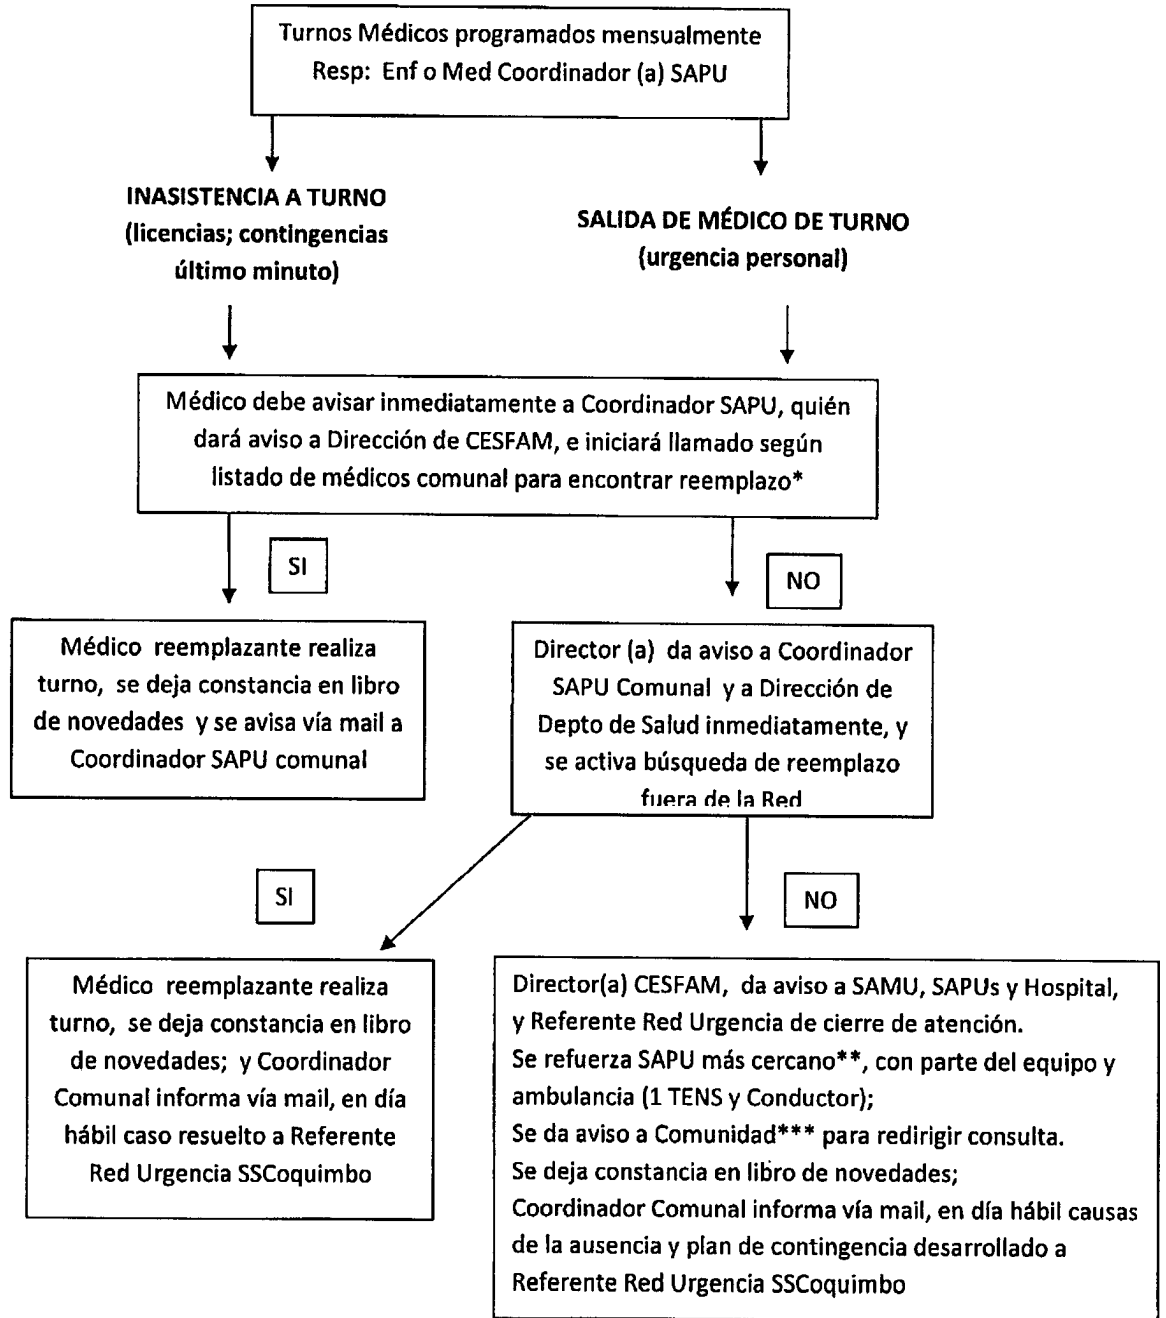 Turnos Médicos programados mensualmente
Resp: Enf o Med Coordinador (a) SAPU
INASISTENCIA A TURNO
(licencias; contingencias
último minuto)
SALIDA DE MÉDICO DE TURNO
(urgencia personal)
Médico debe avisar inmediatamente a Coordinador SAPU, quién
dará aviso a Dirección de CESFAM, e iniciará llamado según
listado de médicos comunal para encontrar reemplazo*
SI
NO
Médico reemplazante realiza
turno, se deja constancia en libro
de novedades y se avisa vía mail a
Coordinador SAPU comunal
Director (a) da aviso a Coordinador
SAPU Comunal y a Dirección de
Depto de Salud inmediatamente, y
se activa búsqueda de reemplazo
fuera de la Red
SI
NO
Médico reemplazante realiza
turno, se deja constancia en libro
de novedades; y Coordinador
Comunal informa vía mail, en día
hábil caso resuelto a Referente
Red Urgencia SSCoquimbo
Director(a) CESFAM, da aviso a SAMU, SAPUs y Hospital,
y Referente Red Urgencia de cierre de atención.
Se refuerza SAPU más cercano**, con parte del equipo y
ambulancia (1 TENS y Conductor);
Se da aviso a Comunidad*** para redirigir consulta.
Se deja constancia en libro de novedades;
Coordinador Comunal informa vía mail, en día hábil causas
de la ausencia y plan de contingencia desarrollado a
Referente Red Urgencia SSCoquimbo